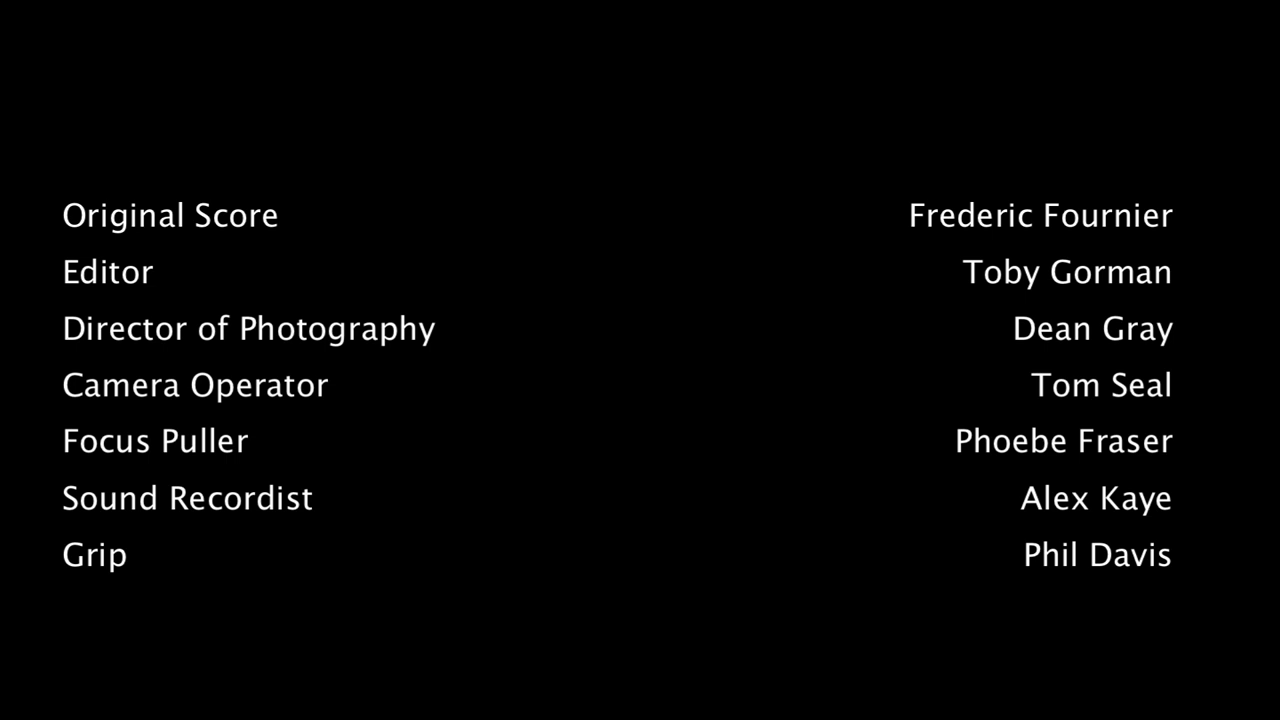 Original Score Frederic Fournier
Editor Toby Gorman
Director of Photography Dean Gray
Camera Operator Tom Seal
Focus Puller Phoebe Fraser
Sound Recordist Alex Kaye
Grip Phil Davis